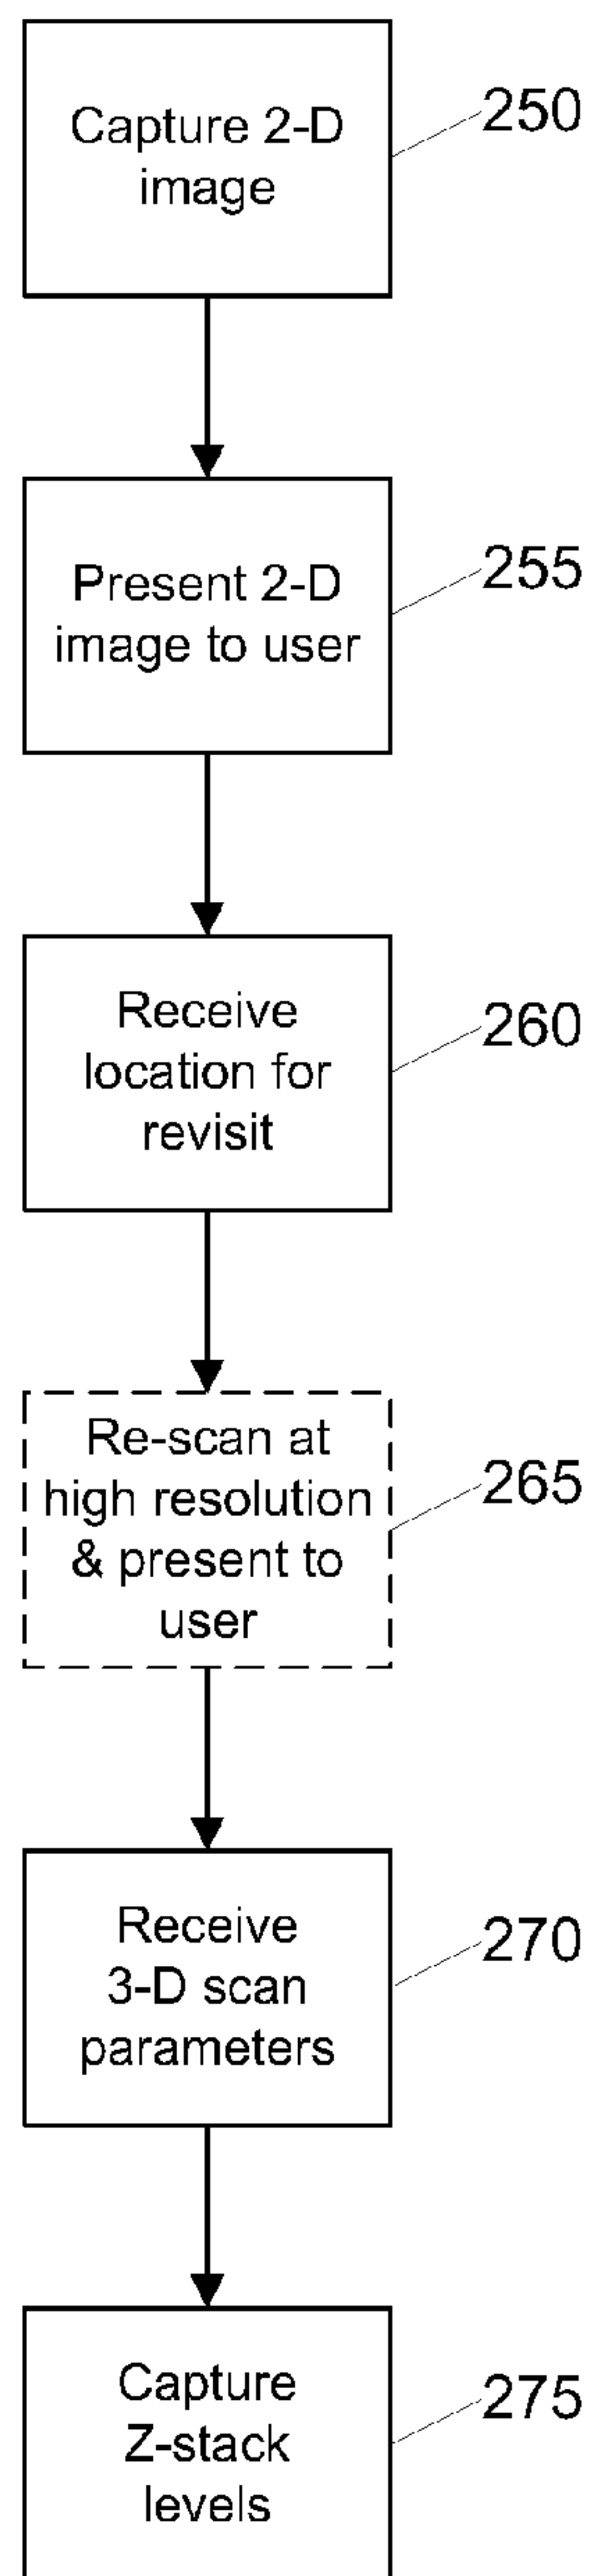 Capture 2-D
image
250
Present 2-D
image to user
255
Receive
location for
revisit
260
Re-scan at
high resolution
& present to
user
265
Receive
3-D scan
parameters
270
Capture
Z-stack
levels
275